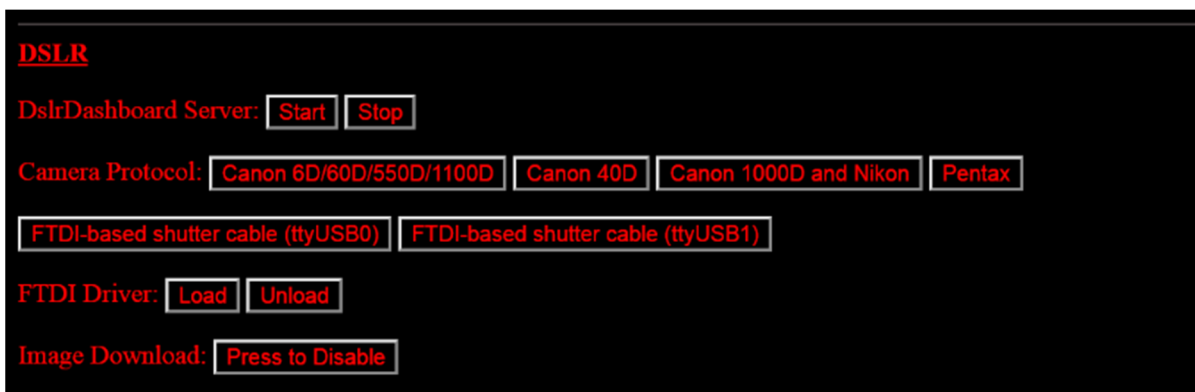 DSLR
DslrDashboard Server: Start Stop
Camera Protocol: Canon 6D/60D/550D/1100D Canon 40D Canon 1000D and Nikon Pentax
FTDI-based shutter cable (ttyUSB0) FTDI-based shutter cable (ttyUSB1)
FTDI Driver: Load Unload
Image Download: Press to Disable